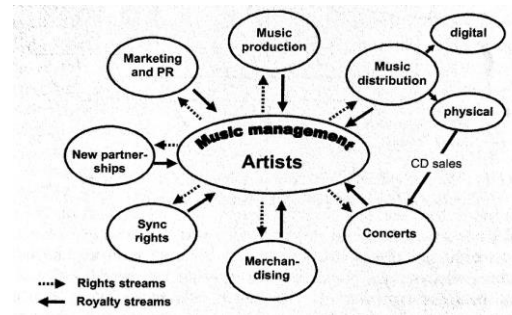 Music
production
digital
Marketing
and PR
Music
distribution
physical
Music management
Artists
New partner-
ships
CD sales
Sync
rights
Concerts
Merchan-
dising
Rights streams
Royalty streams